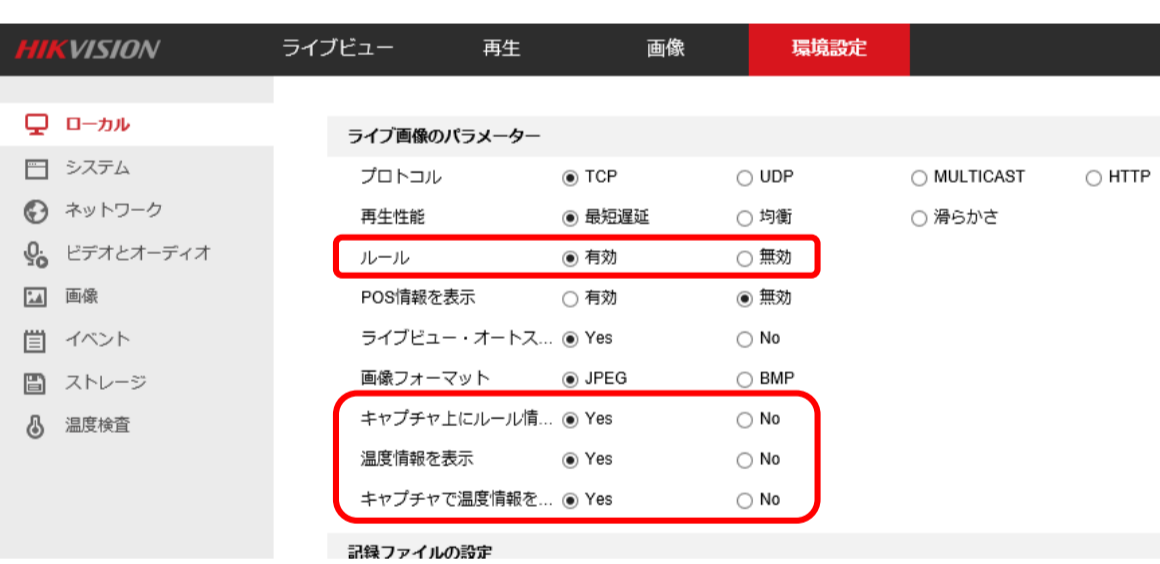 HIKVISION ライブビュー 再生 画像 環境設定
ローカル
システム
ネットワーク
ビデオとオーディオ
画像
イベント
ストレージ
温度検査
ライブ画像のパラメーター
プロトコル TCP UDP MULTICAST HTTP
再生性能 最短遅延 均衡 滑らかさ
ルール 有効 無効
POS情報を表示 有効 無効
ライブビュー・オートス... Yes No
画像フォーマット JPEG BMP
キャプチャ上にルール情... Yes No
温度情報を表示 Yes No
キャプチャで温度情報を... Yes No
記録ファイルの設定